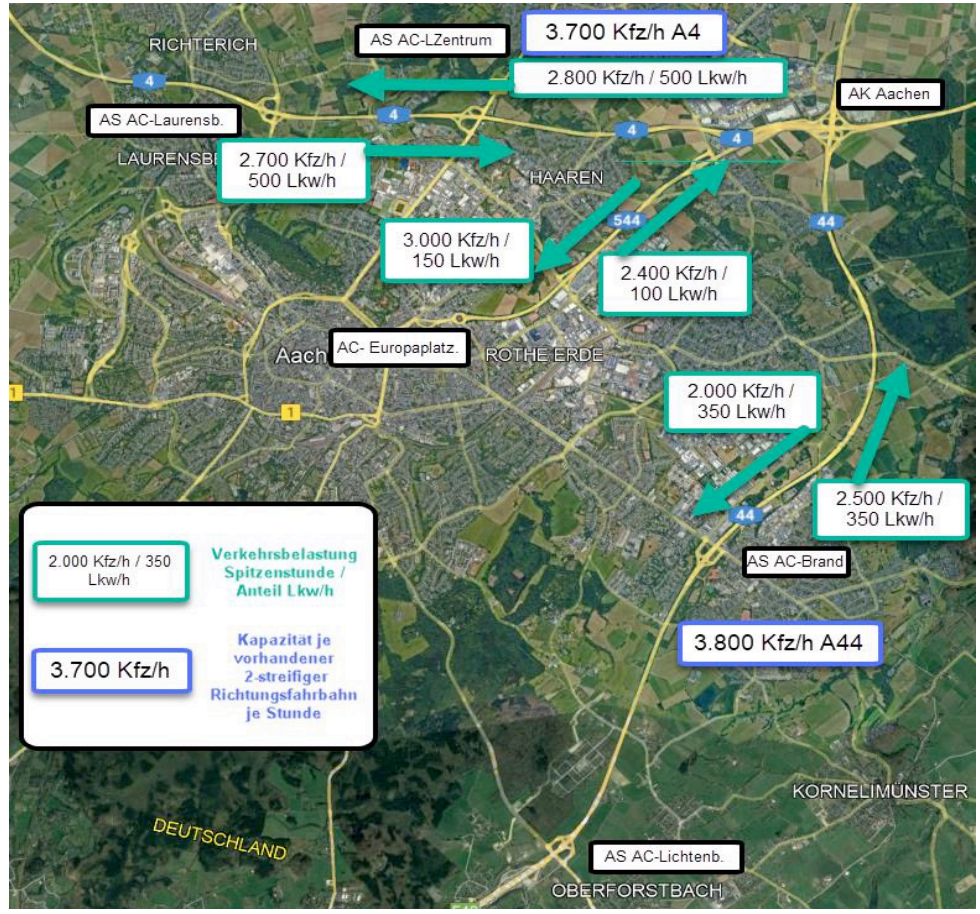 RICHTERICH
AS AC-LZentrum
3.700 Kfz/h A4
2.800 Kfz/h / 500 Lkw/h
4
AK Aachen
AS AC-Laurensb.
4
4
4
2.700 Kfz/h /
500 Lkw/h
HAAREN
3.000 Kfz/h /
150 Lkw/h
544
44
2.400 Kfz/h /
100 Lkw/h
AC- Europaplatz.
ROTHE ERDE
1
1
2.000 Kfz/h /
350 Lkw/h
2.500 Kfz/h /
350 Lkw/h
44
AS AC-Brand
3.800 Kfz/h A44
2.000 Kfz/h / 350
Lkw/h
Verkehrsbelastung
Spitzenstunde /
Anteil Lkw/h
3.700 Kfz/h
Kapazität je
vorhandener
2-streifiger
Richtungsfahrbahn
je Stunde
KORNELIMÜNSTER
DEUTSCHLAND
AS AC-Lichtenb.
OBERFORSTBACH